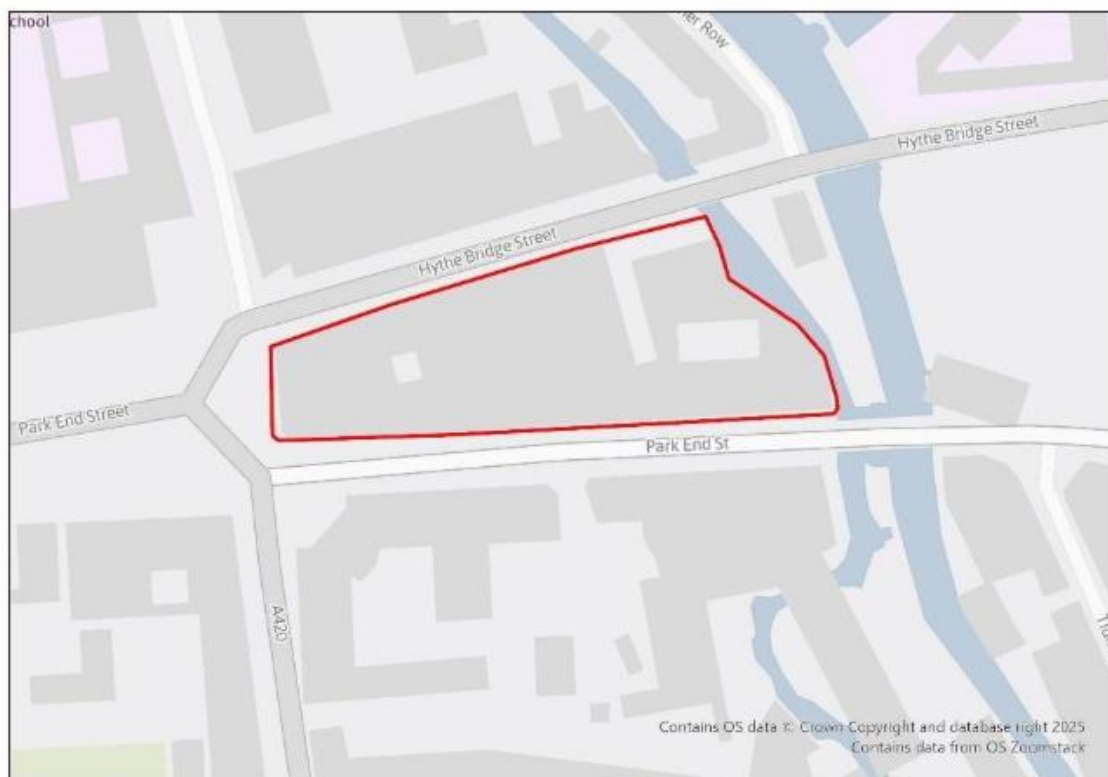 chool
er Row
Hythe Bridge Street
Hythe Bridge Street
Park End Street
Park End St
A420
Contains OS data © Crown Copyright and database right 2025
Contains data from OS Zoomstack